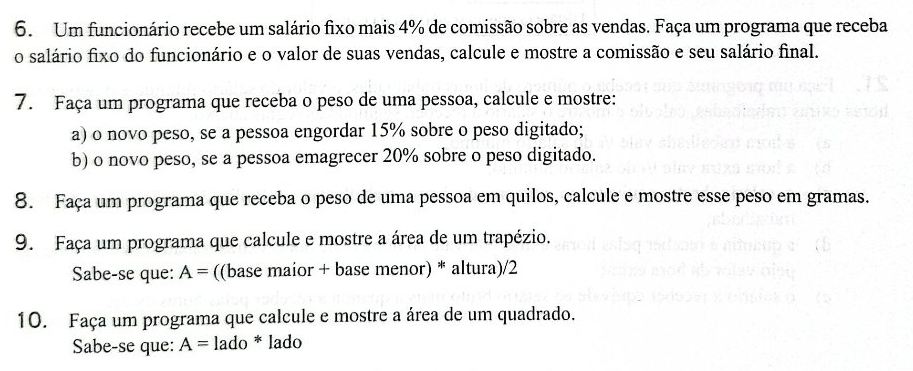 6. Um funcionário recebe um salário fixo mais 4% de comissão sobre as vendas. Faça um programa que receba
o salário fixo do funcionário e o valor de suas vendas, calcule e mostre a comissão e seu salário final.
7. Faça um programa que receba o peso de uma pessoa, calcule e mostre:
a) o novo peso, se a pessoa engordar 15% sobre o peso digitado;
b) o novo peso, se a pessoa emagrecer 20% sobre o peso digitado.
8. Faça um programa que receba o peso de uma pessoa em quilos, calcule e mostre esse peso em gramas.
9. Faça um programa que calcule e mostre a área de um trapézio.
Sabe-se que: A = ((base maior + base menor) * altura)/2
10. Faça um programa que calcule e mostre a área de um quadrado.
Sabe-se que: A = lado * lado